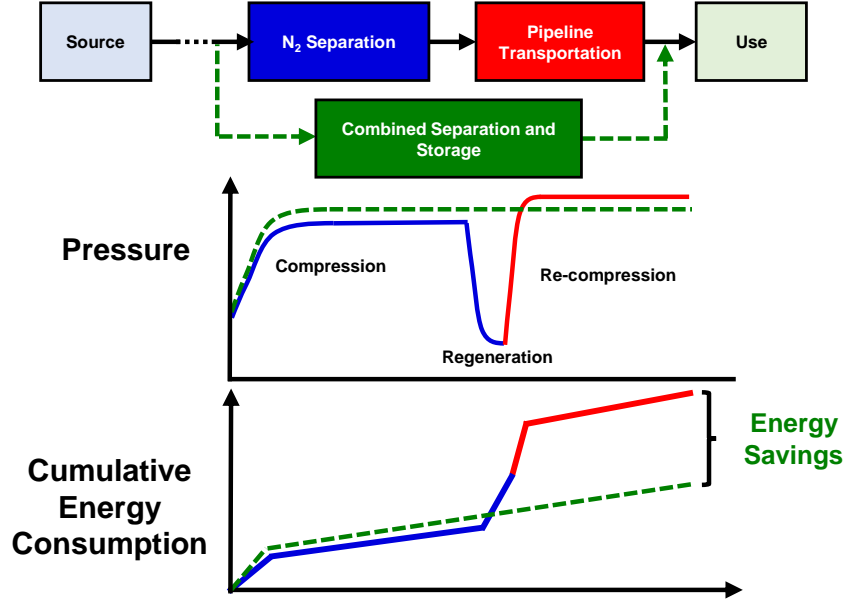 Source
N₂ Separation
Pipeline
Transportation
Use
Combined Separation and
Storage
Pressure
Compression
Re-compression
Regeneration
Cumulative
Energy
Consumption
Energy
Savings